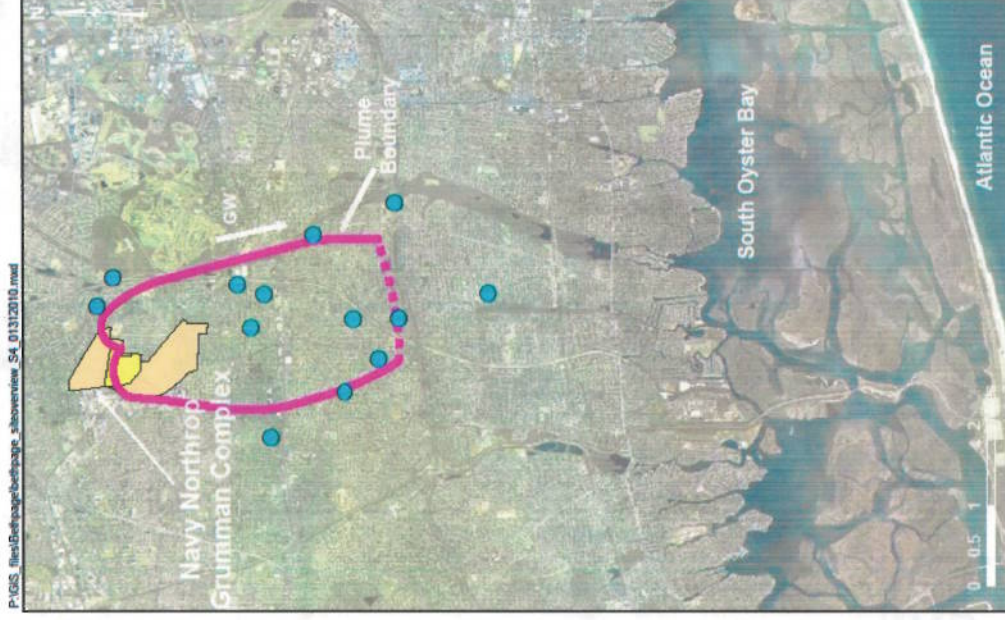 P:\GIS_files\Bethpage\bethpage_siteoverview_S4_01312010.mxd
N
GW
Plume
Boundary
Navy Northrop
Grumman Complex
South Oyster Bay
Atlantic Ocean
0 0.5 1 2